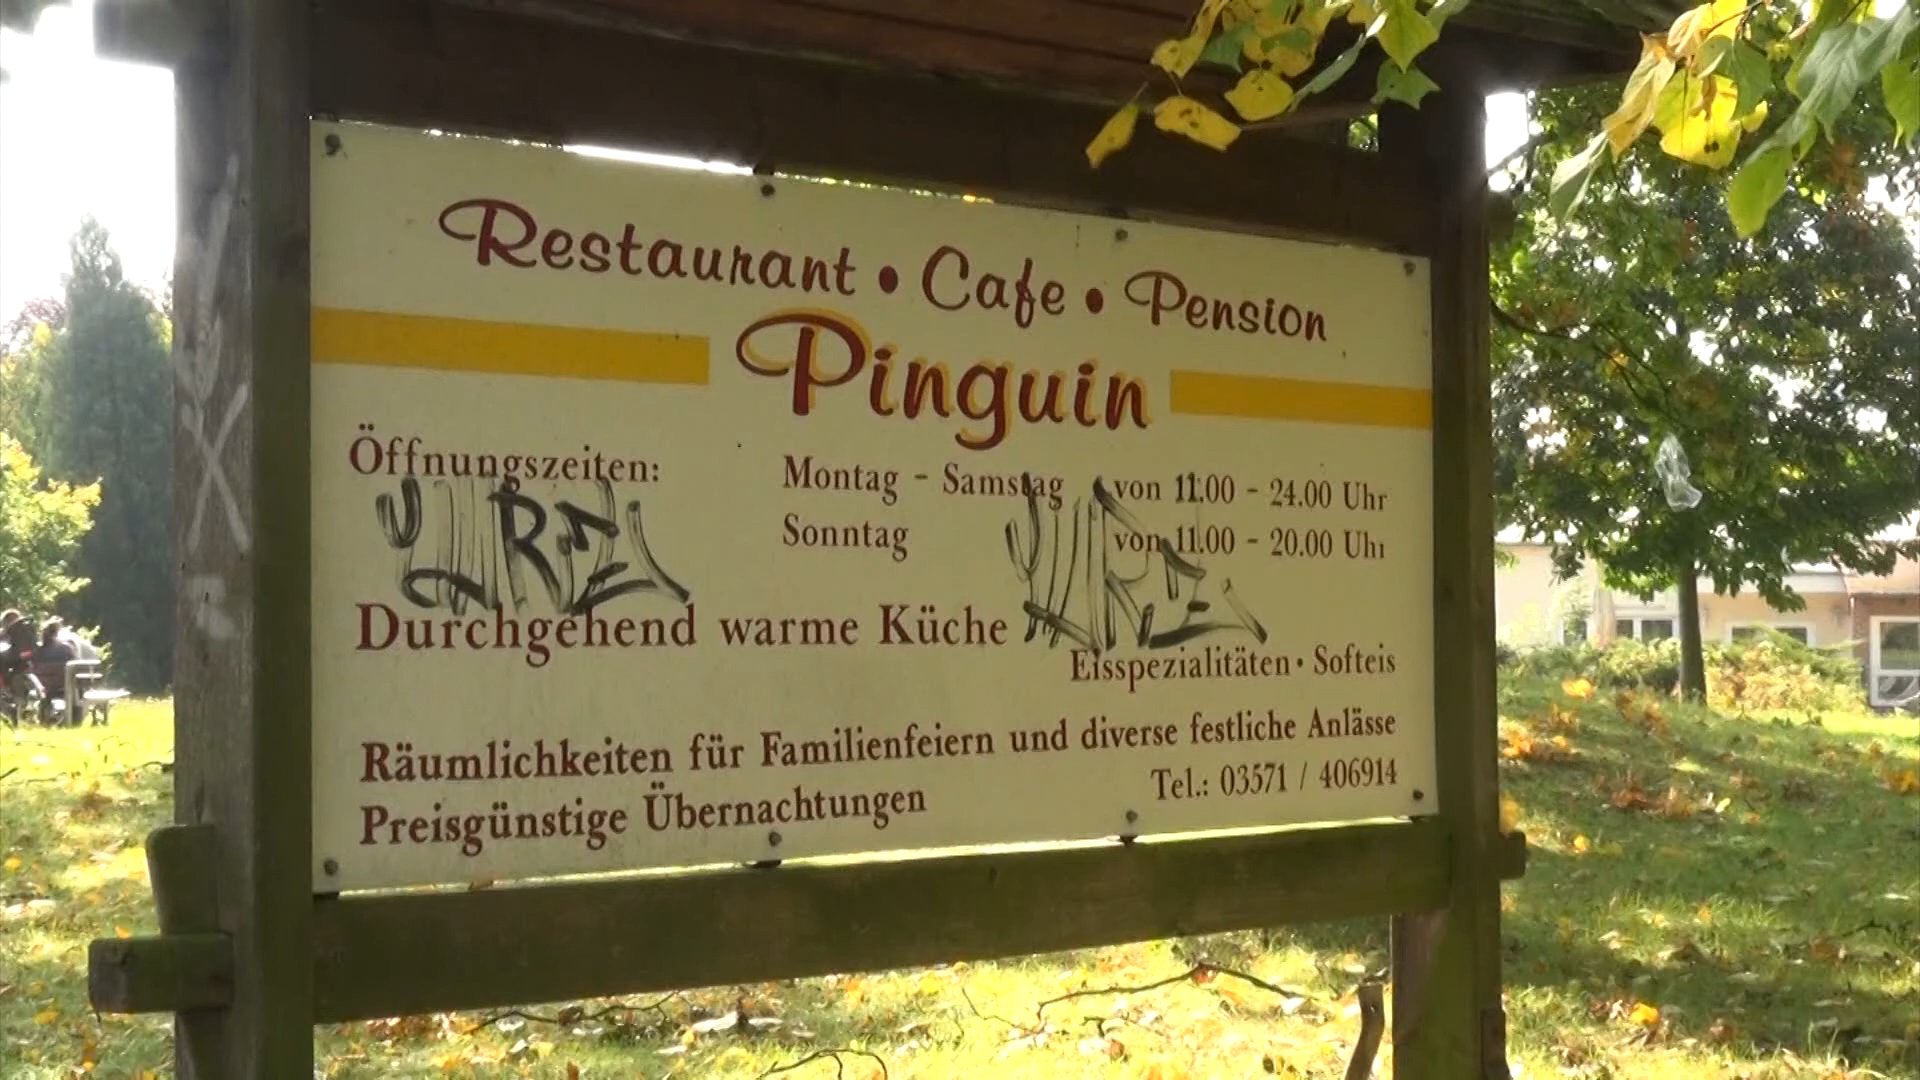 Restaurant • Cafe • Pension
Pinguin
Öffnungszeiten:
Montag - Samstag von 11.00 - 24.00 Uhr
Sonntag von 11.00 - 20.00 Uhr
Durchgehend warme Küche
Eisspezialitäten • Softeis
Räumlichkeiten für Familienfeiern und diverse festliche Anlässe
Preisgünstige Übernachtungen
Tel.: 03571 / 406914